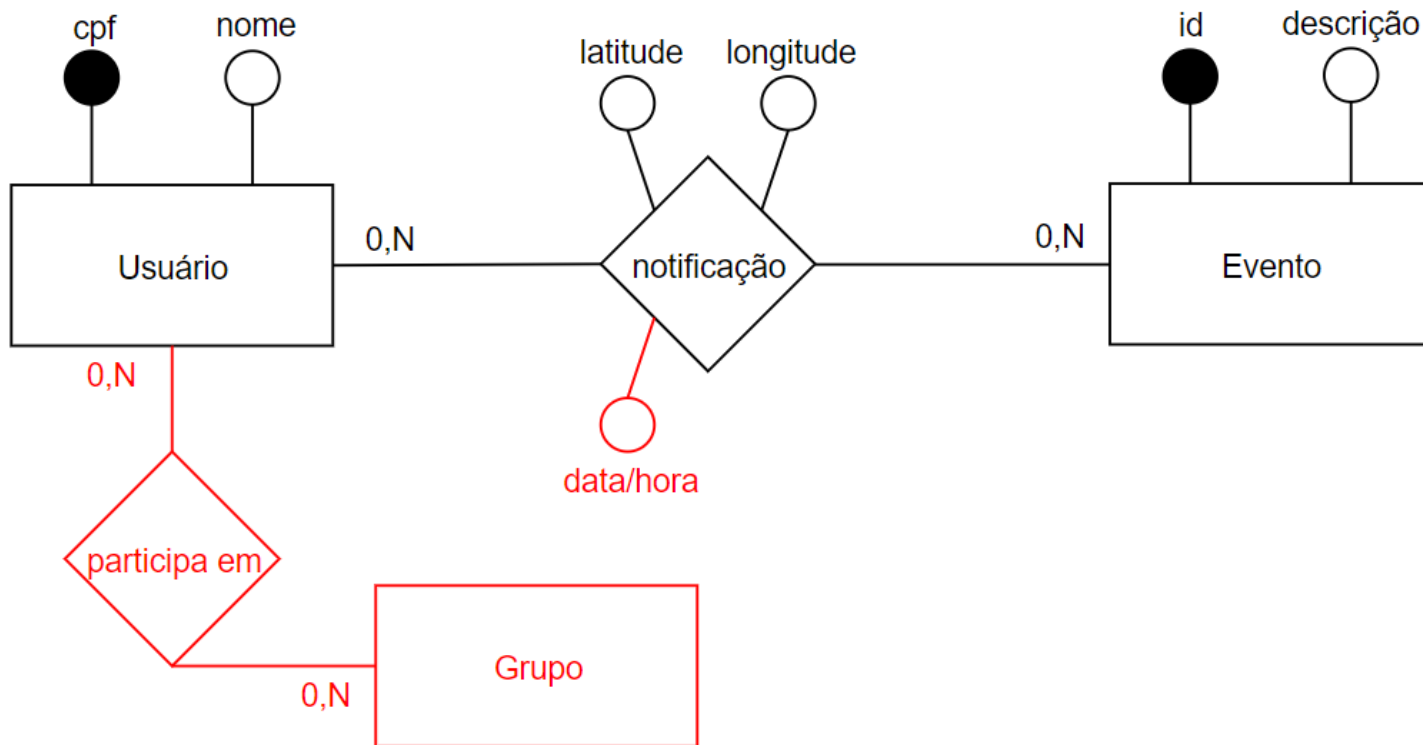 cpf
nome
latitude
longitude
id
descrição
Usuário
0,N
notificação
0,N
Evento
0,N
data/hora
participa em
Grupo
0,N